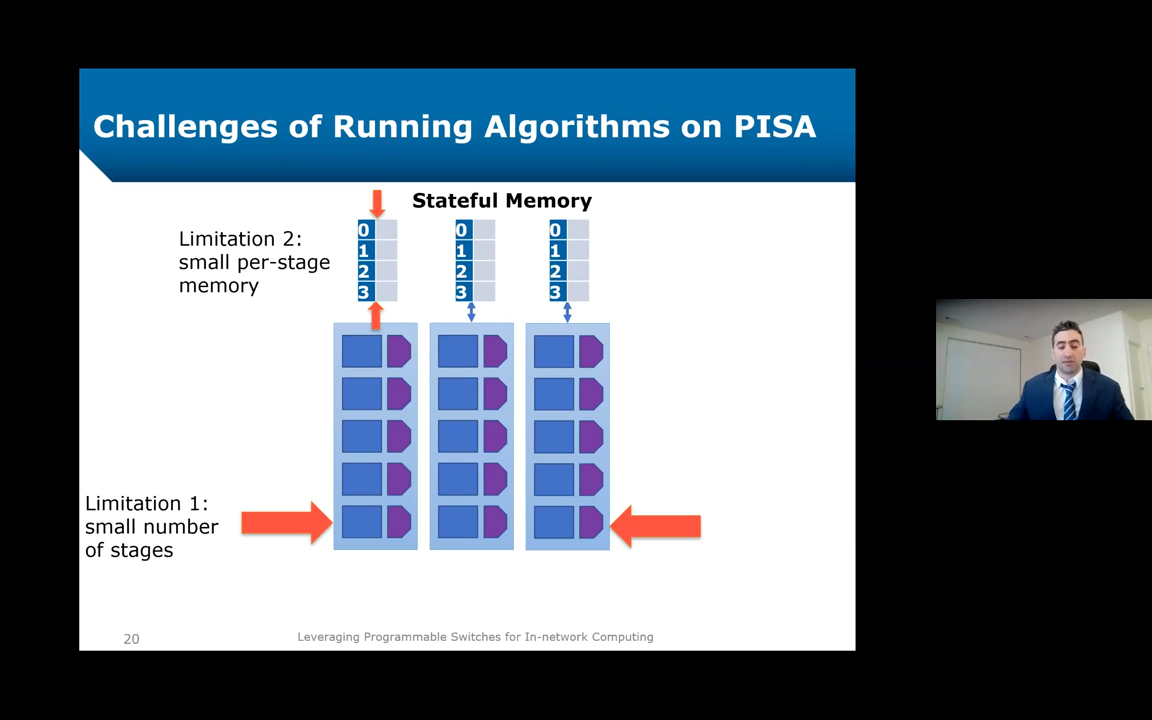 Challenges of Running Algorithms on PISA
Stateful Memory
Limitation 2:
small per-stage
memory
0 0 0
1 1 1
2 2 2
3 3 3
Limitation 1:
small number
of stages
20
Leveraging Programmable Switches for In-network Computing